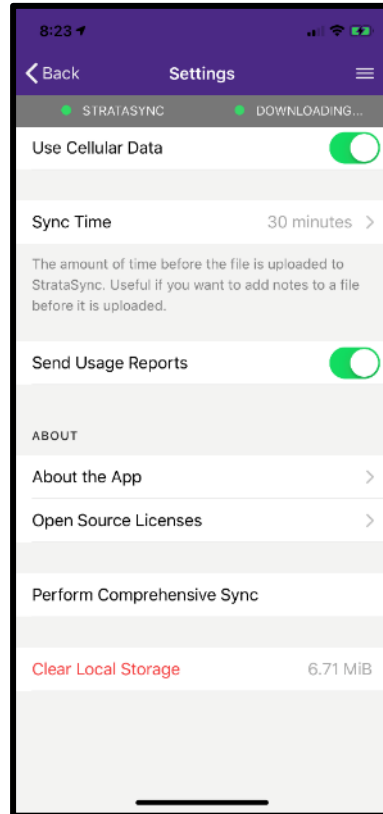 8:23
Back Settings
STRATASYNC DOWNLOADING...
Use Cellular Data
Sync Time 30 minutes
The amount of time before the file is uploaded to
StrataSync. Useful if you want to add notes to a file
before it is uploaded.
Send Usage Reports
ABOUT
About the App
Open Source Licenses
Perform Comprehensive Sync
Clear Local Storage 6.71 MiB